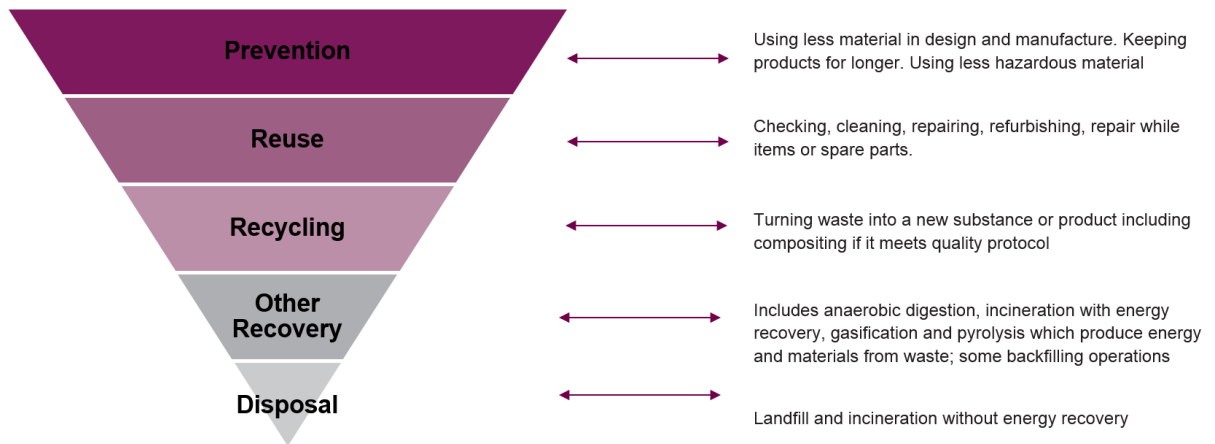 Prevention
Using less material in design and manufacture. Keeping
products for longer. Using less hazardous material
Reuse
Checking, cleaning, repairing, refurbishing, repair while
items or spare parts.
Recycling
Turning waste into a new substance or product including
compositing if it meets quality protocol
Other
Recovery
Includes anaerobic digestion, incineration with energy
recovery, gasification and pyrolysis which produce energy
and materials from waste; some backfilling operations
Disposal
Landfill and incineration without energy recovery